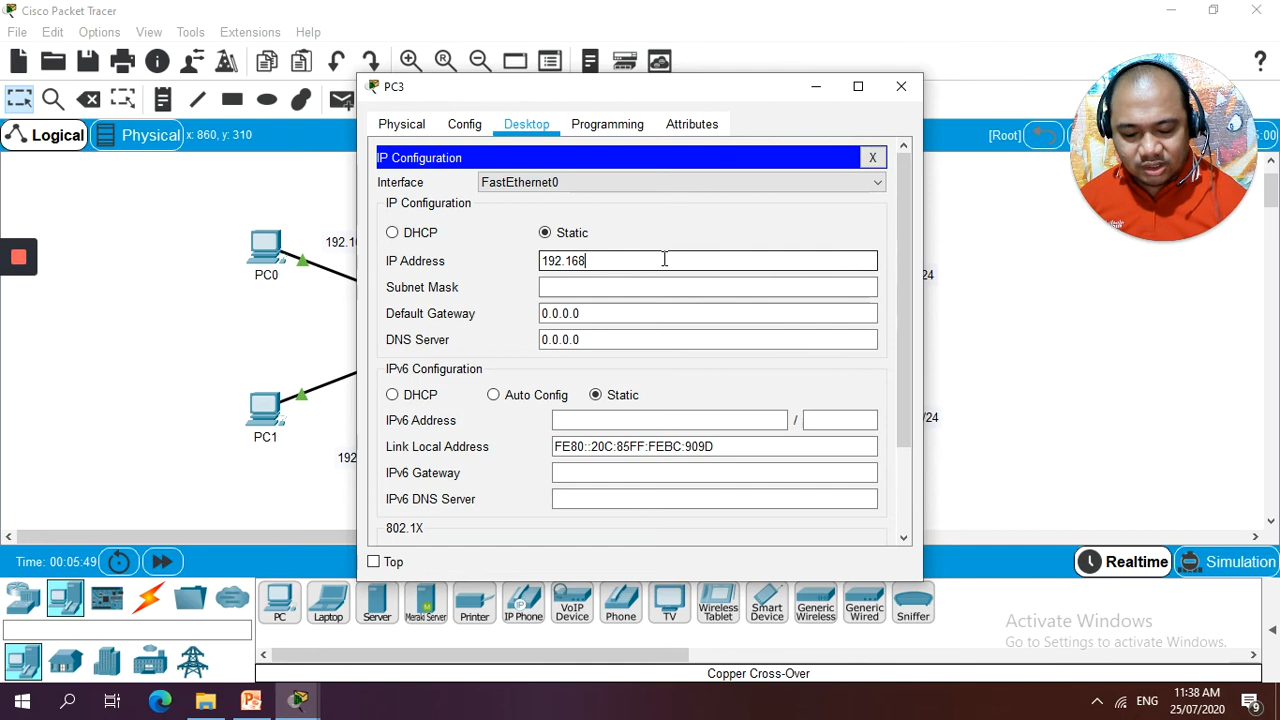 Cisco Packet Tracer
File Edit Options View Tools Extensions Help
Logical Physical x: 860, y: 310 [Root]
PC3
Physical Config Desktop Programming Attributes
IP Configuration X
Interface FastEthernet0
IP Configuration
DHCP Static
IP Address 192.168
Subnet Mask
Default Gateway 0.0.0.0
DNS Server 0.0.0.0
IPv6 Configuration
DHCP Auto Config Static
IPv6 Address /
Link Local Address FE80::20C:85FF:FEBC:909D
IPv6 Gateway
IPv6 DNS Server
802.1X
Top
PC0
PC1
192
/24
Time: 00:05:49 Realtime Simulation
PC Laptop Server Meraki Server Printer IP Phone VoIP Device Phone TV Wireless Tablet Smart Device Generic Wireless Generic Wired Sniffer
Copper Cross-Over
Activate Windows
Go to Settings to activate Windows.
ENG
11:38 AM
25/07/2020
9